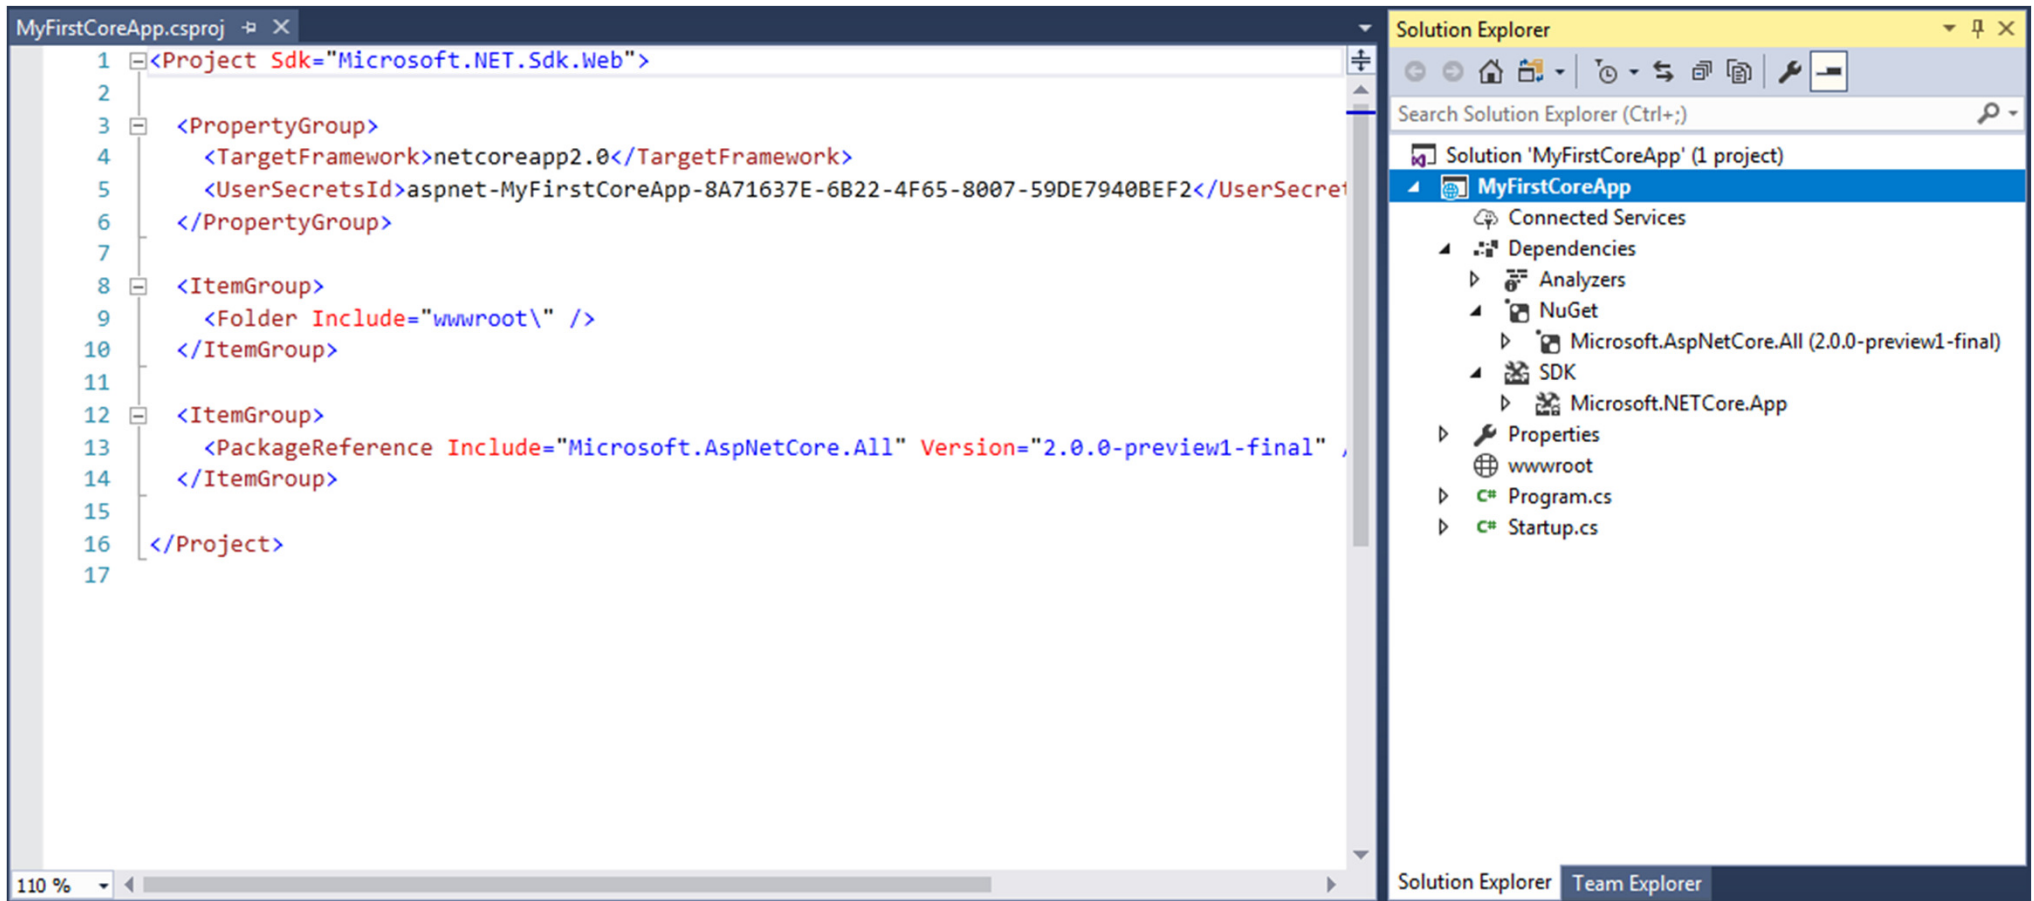 MyFirstCoreApp.csproj
1 <Project Sdk="Microsoft.NET.Sdk.Web">
2
3 <PropertyGroup>
4 <TargetFramework>netcoreapp2.0</TargetFramework>
5 <UserSecretsId>aspnet-MyFirstCoreApp-8A71637E-6B22-4F65-8007-59DE7940BEF2</UserSecret
6 </PropertyGroup>
7
8 <ItemGroup>
9 <Folder Include="wwwroot\" />
10 </ItemGroup>
11
12 <ItemGroup>
13 <PackageReference Include="Microsoft.AspNetCore.All" Version="2.0.0-preview1-final" /
14 </ItemGroup>
15
16 </Project>
17
110 %
Solution Explorer
Search Solution Explorer (Ctrl+;)
Solution 'MyFirstCoreApp' (1 project)
MyFirstCoreApp
Connected Services
Dependencies
Analyzers
NuGet
Microsoft.AspNetCore.All (2.0.0-preview1-final)
SDK
Microsoft.NETCore.App
Properties
wwwroot
C# Program.cs
C# Startup.cs
Solution Explorer Team Explorer